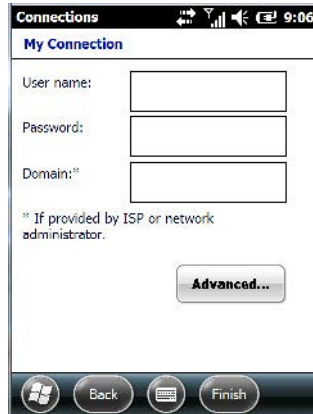 Connections 9:06
My Connection
User name:
Password:
Domain:*
* If provided by ISP or network
administrator.
Advanced...
Back Finish